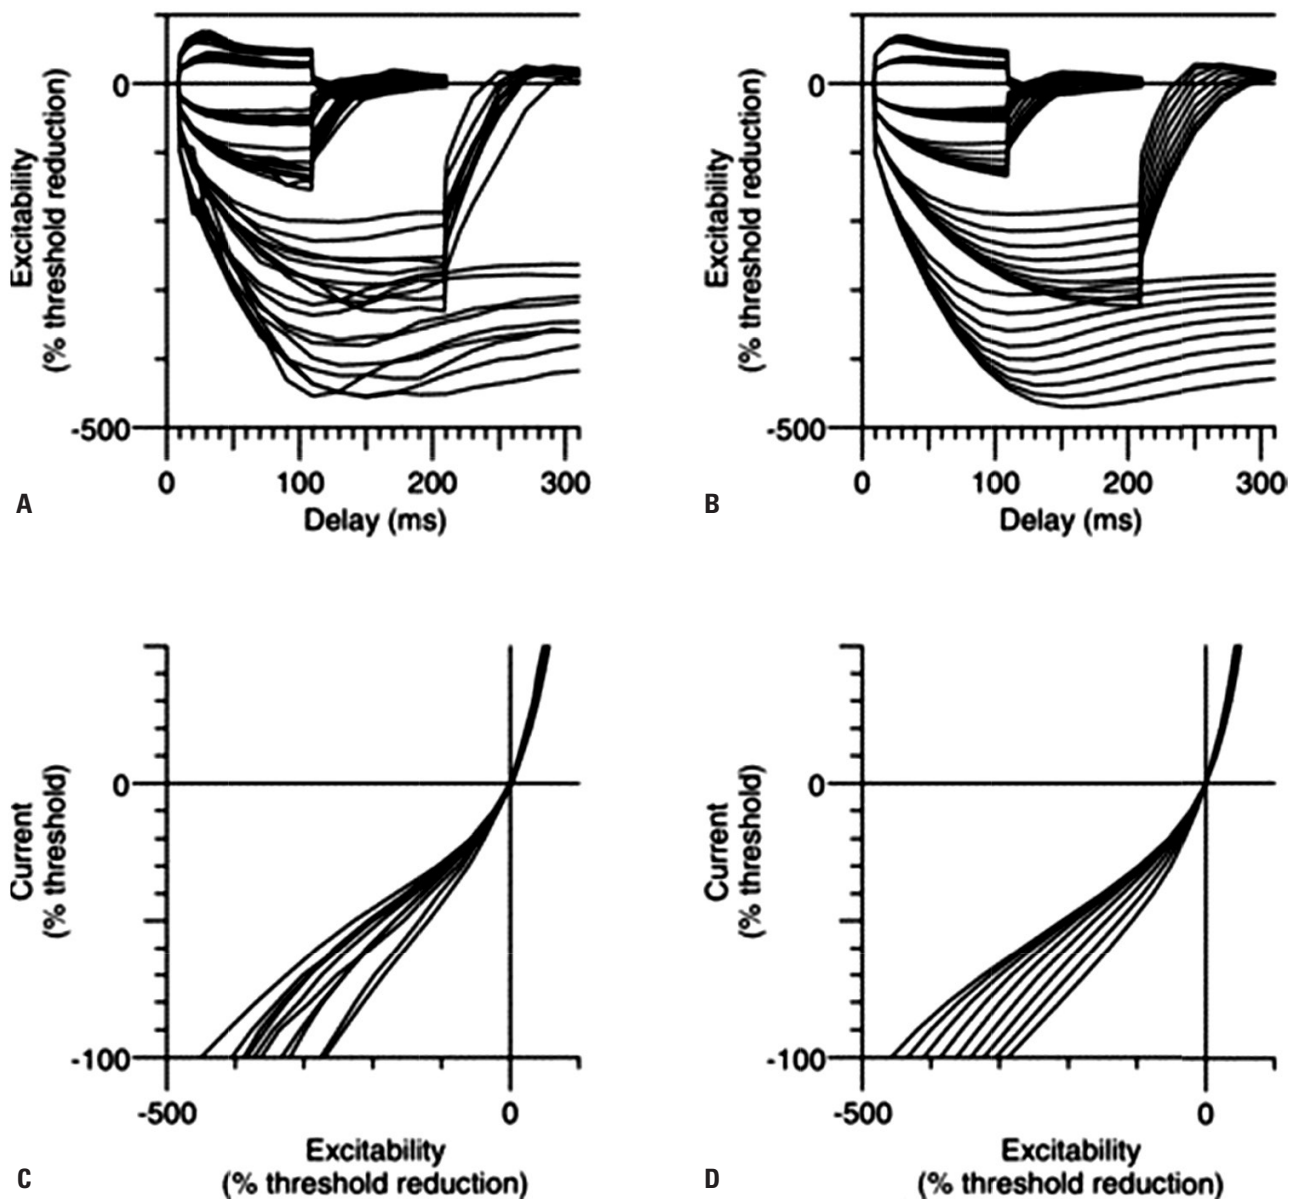 Excitability
(% threshold reduction)
0
-500
0
100
200
300
Delay (ms)
A
Excitability
(% threshold reduction)
0
-500
0
100
200
300
Delay (ms)
B
Current
(% threshold)
0
-100
-500
0
Excitability
(% threshold reduction)
C
Current
(% threshold)
0
-100
-500
0
Excitability
(% threshold reduction)
D